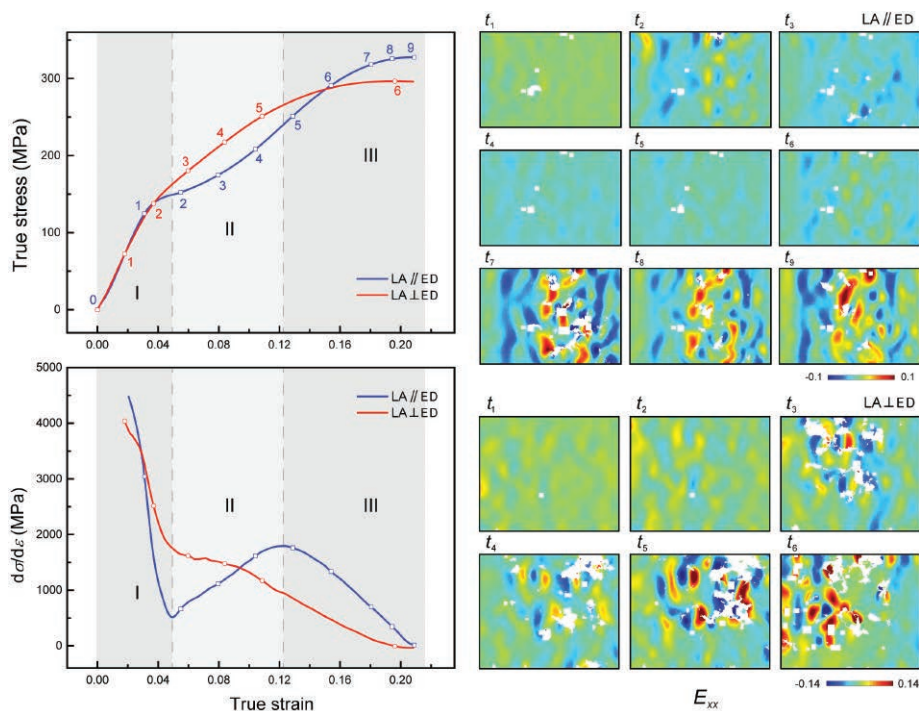 True stress (MPa)
300
200
100
0
0 1 2 3 4 5 6 7 8 9
1 2 3 4 5 6
I II III
LA//ED
LA⊥ED
0.00 0.04 0.08 0.12 0.16 0.20
dσ/dε (MPa)
5000
4000
3000
2000
1000
0
I II III
LA//ED
LA⊥ED
0.00 0.04 0.08 0.12 0.16 0.20
True strain
t1 t2 t3 LA//ED
t4 t5 t6
t7 t8 t9
-0.1 0.1
t1 t2 t3 LA⊥ED
t4 t5 t6
-0.14 0.14
Exx